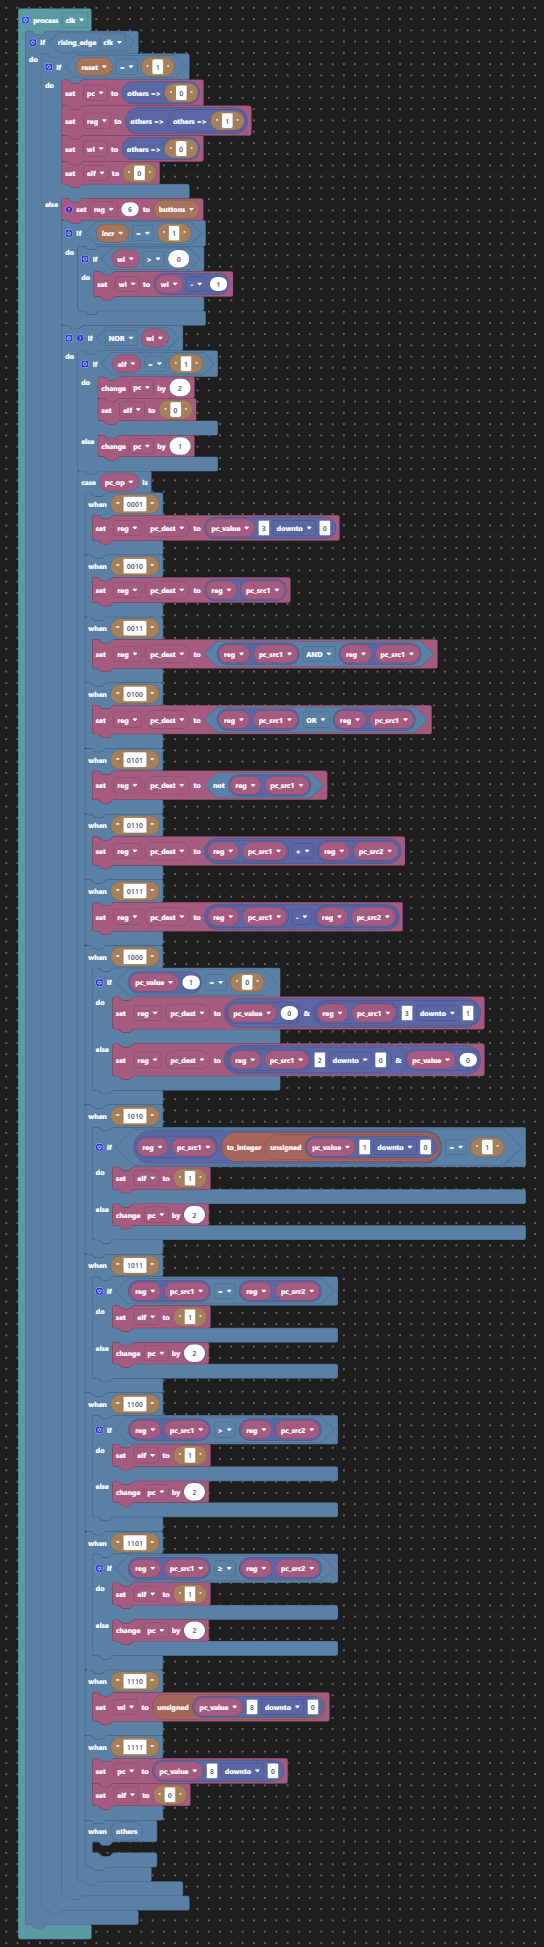 process clk
if rising_edge clk
do if reset = " 1 "
do set pc to others => " 0 "
set reg to others => others => " 1 "
set wi to others => " 0 "
set eif to " 0 "
else set reg 6 to buttons
if incr = " 1 "
do if wi > 0
do set wi to wi - 1
if NOR wi
do if eif = " 1 "
do change pc by 2
set eif to " 0 "
else change pc by 1
case pc_op is
when " 0001 "
set reg pc_dest to pc_value 3 downto 0
when " 0010 "
set reg pc_dest to reg pc_src1
when " 0011 "
set reg pc_dest to reg pc_src1 AND reg pc_src1
when " 0100 "
set reg pc_dest to reg pc_src1 OR reg pc_src1
when " 0101 "
set reg pc_dest to not reg pc_src1
when " 0110 "
set reg pc_dest to reg pc_src1 + reg pc_src2
when " 0111 "
set reg pc_dest to reg pc_src1 - reg pc_src2
when " 1000 "
if pc_value 1 = " 0 "
do set reg pc_dest to pc_value 0 & reg pc_src1 3 downto 1
else set reg pc_dest to reg pc_src1 2 downto 0 & pc_value 0
when " 1010 "
if reg pc_src1 to_integer unsigned pc_value 1 downto 0 = " 1 "
do set eif to " 1 "
else change pc by 2
when " 1011 "
if reg pc_src1 = reg pc_src2
do set eif to " 1 "
else change pc by 2
when " 1100 "
if reg pc_src1 > reg pc_src2
do set eif to " 1 "
else change pc by 2
when " 1101 "
if reg pc_src1 ≥ reg pc_src2
do set eif to " 1 "
else change pc by 2
when " 1110 "
set wi to unsigned pc_value 8 downto 0
when " 1111 "
set pc to pc_value 8 downto 0
set eif to " 0 "
when others